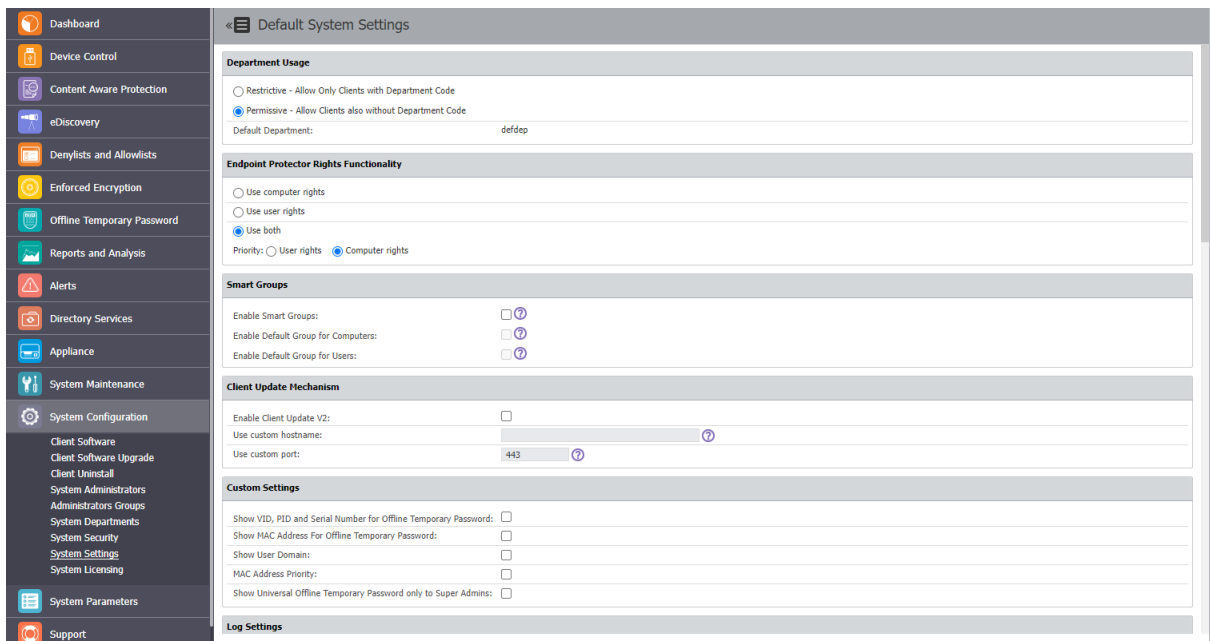 Dashboard
Device Control
Content Aware Protection
eDiscovery
Denylists and Allowlists
Enforced Encryption
Offline Temporary Password
Reports and Analysis
Alerts
Directory Services
Appliance
System Maintenance
System Configuration
Client Software
Client Software Upgrade
Client Uninstall
System Administrators
Administrators Groups
System Departments
System Security
System Settings
System Licensing
System Parameters
Support
Default System Settings
Department Usage
Restrictive - Allow Only Clients with Department Code
Permissive - Allow Clients also without Department Code
Default Department: defdep
Endpoint Protector Rights Functionality
Use computer rights
Use user rights
Use both
Priority: User rights Computer rights
Smart Groups
Enable Smart Groups:
Enable Default Group for Computers:
Enable Default Group for Users:
Client Update Mechanism
Enable Client Update V2:
Use custom hostname:
Use custom port: 443
Custom Settings
Show VID, PID and Serial Number for Offline Temporary Password:
Show MAC Address For Offline Temporary Password:
Show User Domain:
MAC Address Priority:
Show Universal Offline Temporary Password only to Super Admins:
Log Settings